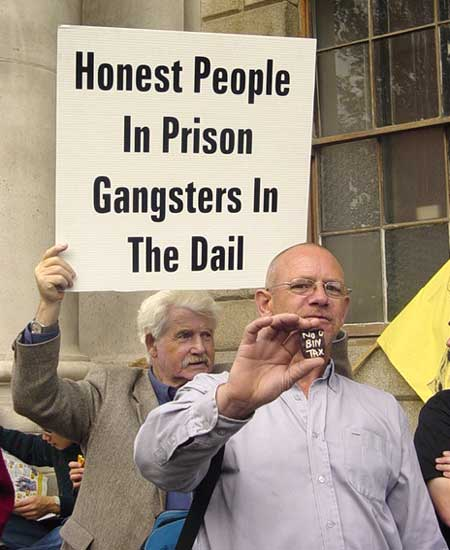 Honest People
In Prison
Gangsters In
The Dail
NO
BIN
TAX